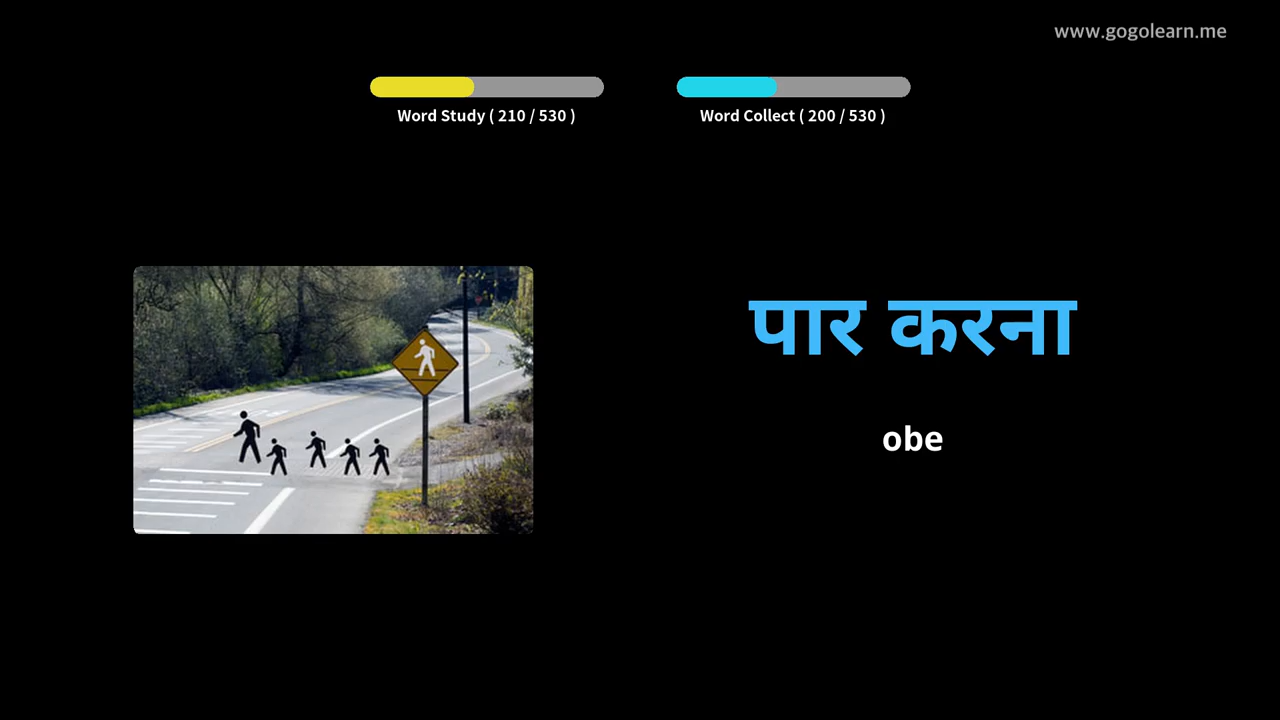 www.gogolearn.me
Word Study ( 210 / 530 )
Word Collect ( 200 / 530 )
पार करना
obe